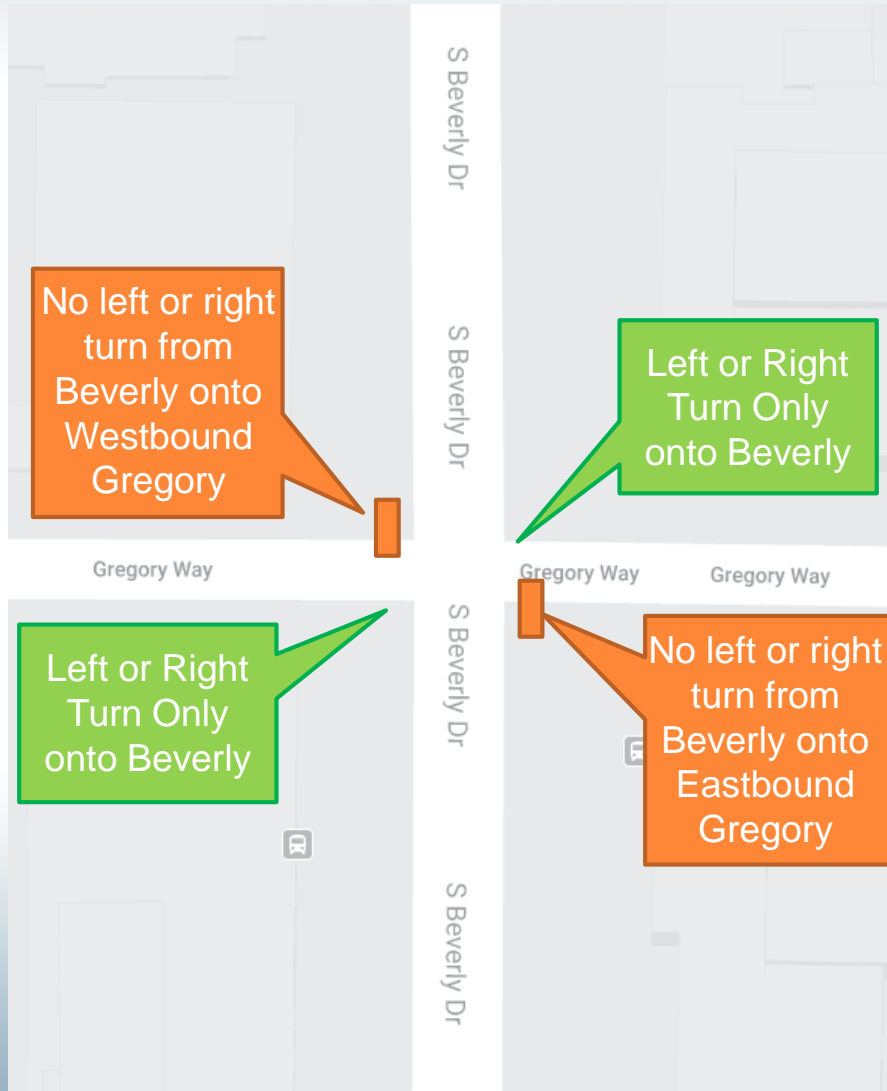 S Beverly Dr
No left or right
turn from
Beverly onto
Westbound
Gregory
S Beverly Dr
Left or Right
Turn Only
onto Beverly
Gregory Way
Gregory Way
Gregory Way
Left or Right
Turn Only
onto Beverly
S Beverly Dr
No left or right
turn from
Beverly onto
Eastbound
Gregory
S Beverly Dr